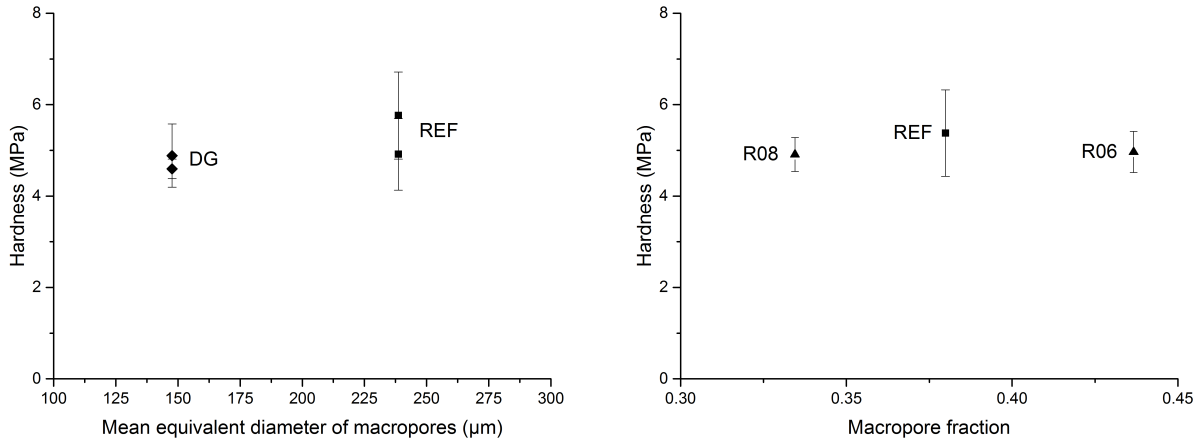 8
6
4
2
0
Hardness (MPa)
DG
REF
100 125 150 175 200 225 250 275 300
Mean equivalent diameter of macropores (µm)
8
6
4
2
0
Hardness (MPa)
R08
REF
R06
0.30 0.35 0.40 0.45
Macropore fraction